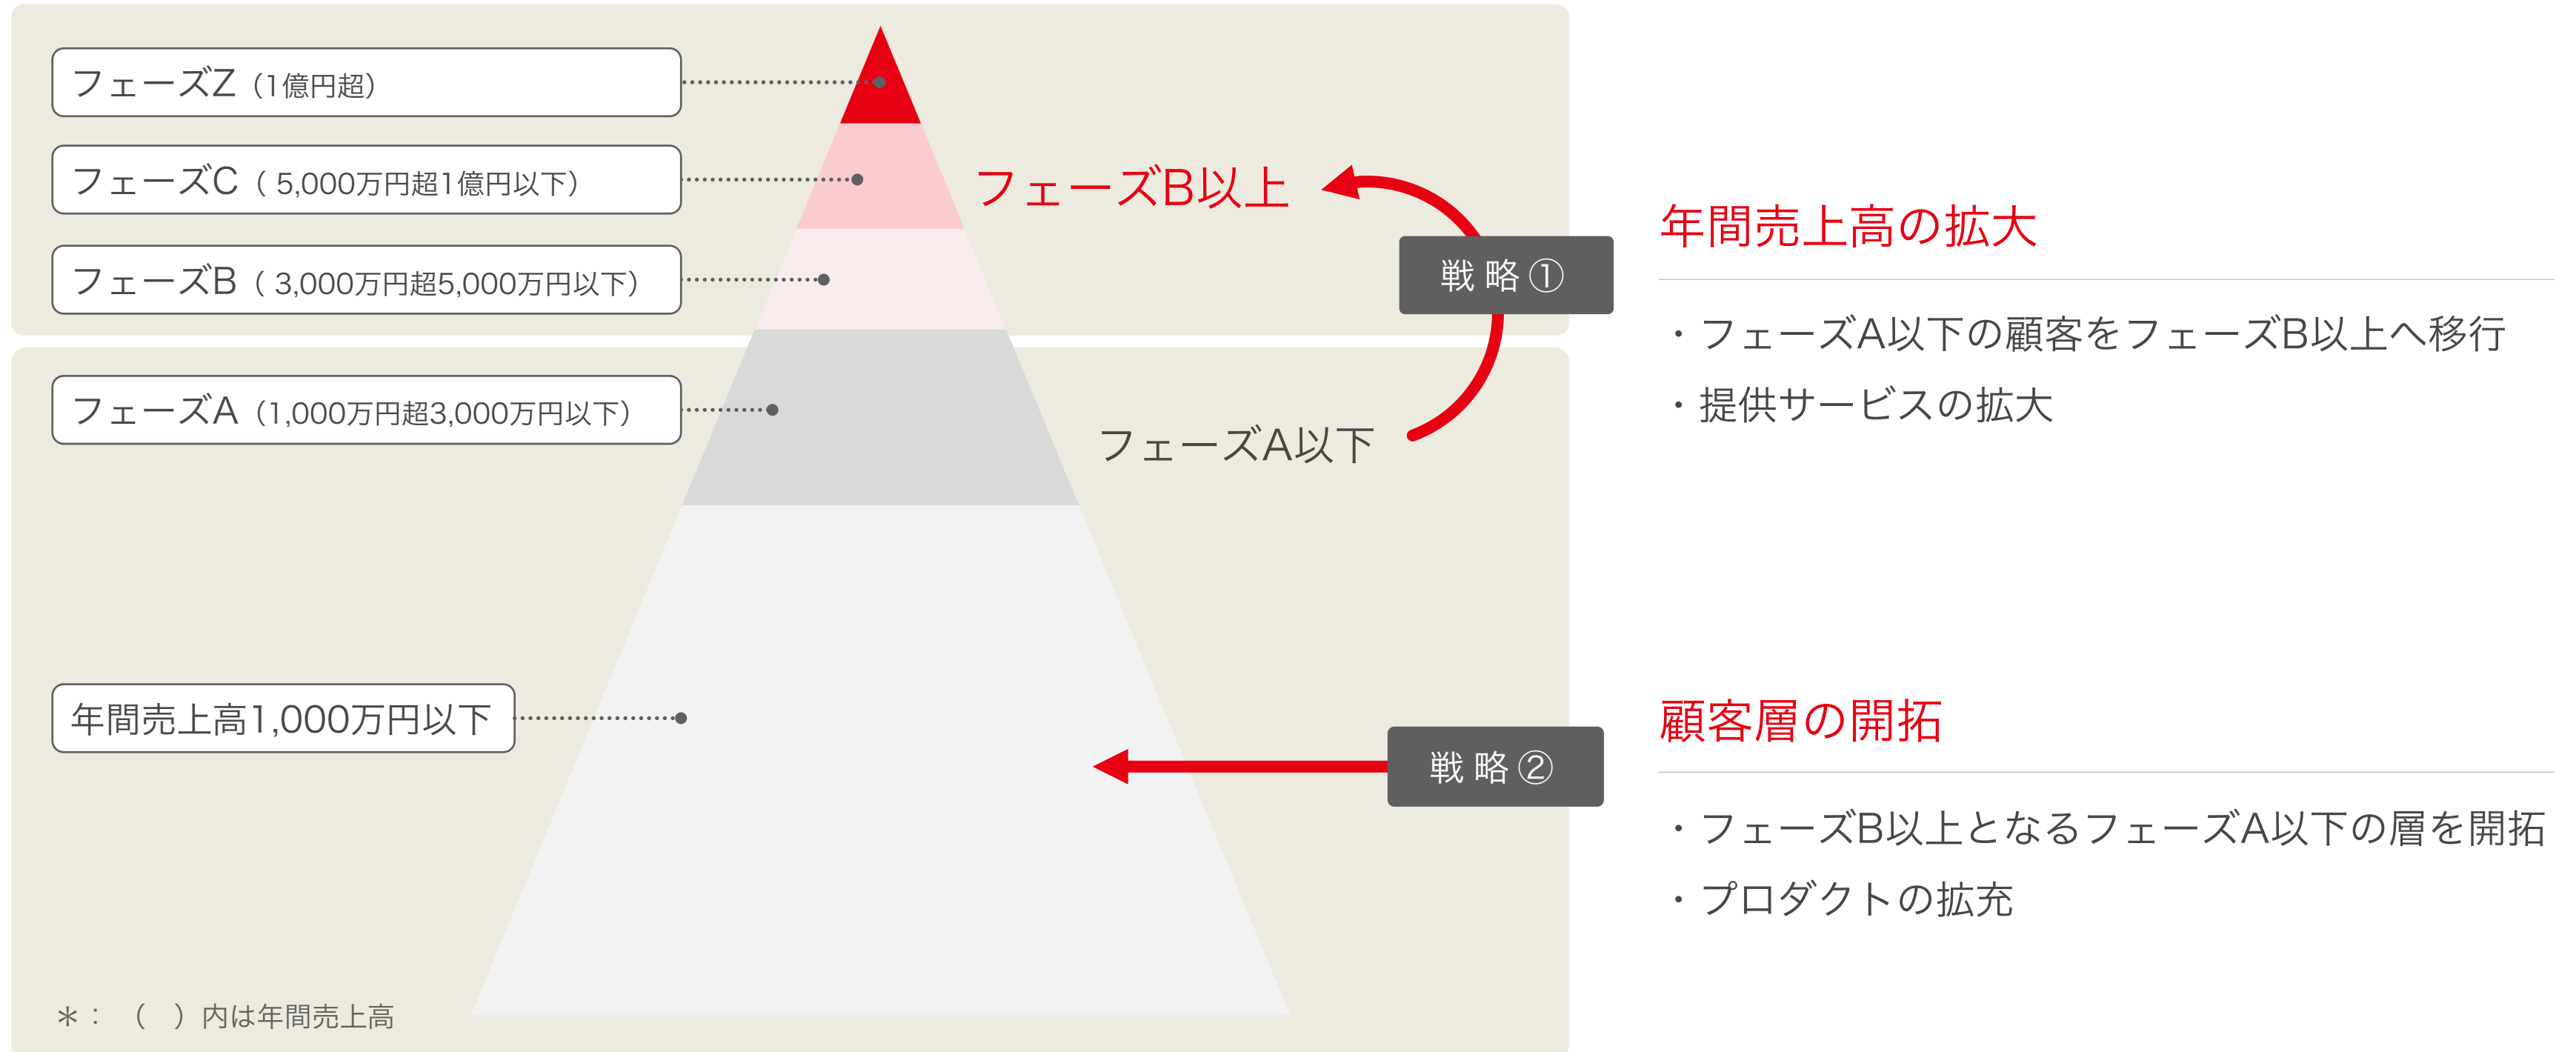 フェーズZ（1億円超）
フェーズC（ 5,000万円超1億円以下）
フェーズB（ 3,000万円超5,000万円以下）
フェーズB以上
戦略①
年間売上高の拡大
・フェーズA以下の顧客をフェーズB以上へ移行
・提供サービスの拡大
フェーズA（1,000万円超3,000万円以下）
フェーズA以下
年間売上高1,000万円以下
戦略②
顧客層の開拓
・フェーズB以上となるフェーズA以下の層を開拓
・プロダクトの拡充
＊： （　）内は年間売上高